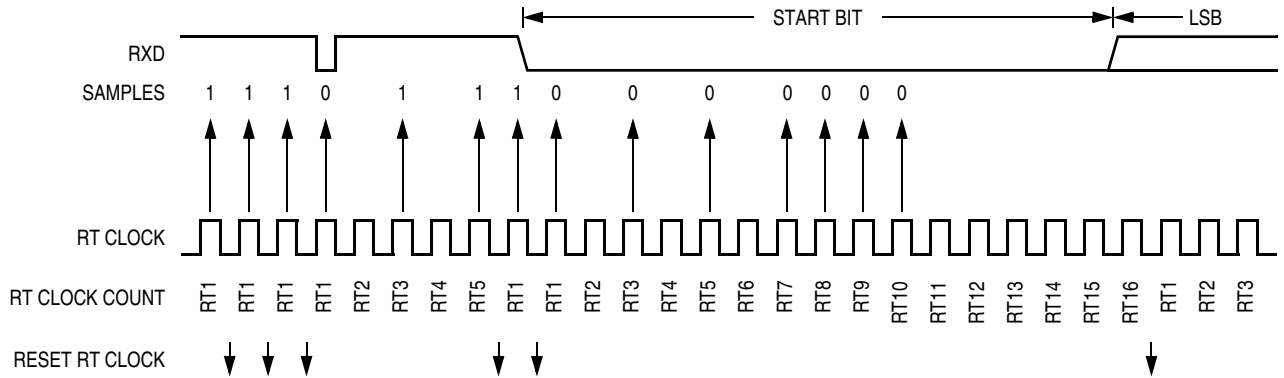 START BIT LSB
RXD
SAMPLES 1 1 1 0 1 1 1 0 0 0 0 0 0 0
RT CLOCK
RT CLOCK COUNT RT1 RT1 RT1 RT1 RT2 RT3 RT4 RT5 RT1 RT1 RT2 RT3 RT4 RT5 RT6 RT7 RT8 RT9 RT10 RT11 RT12 RT13 RT14 RT15 RT16 RT1 RT2 RT3
RESET RT CLOCK